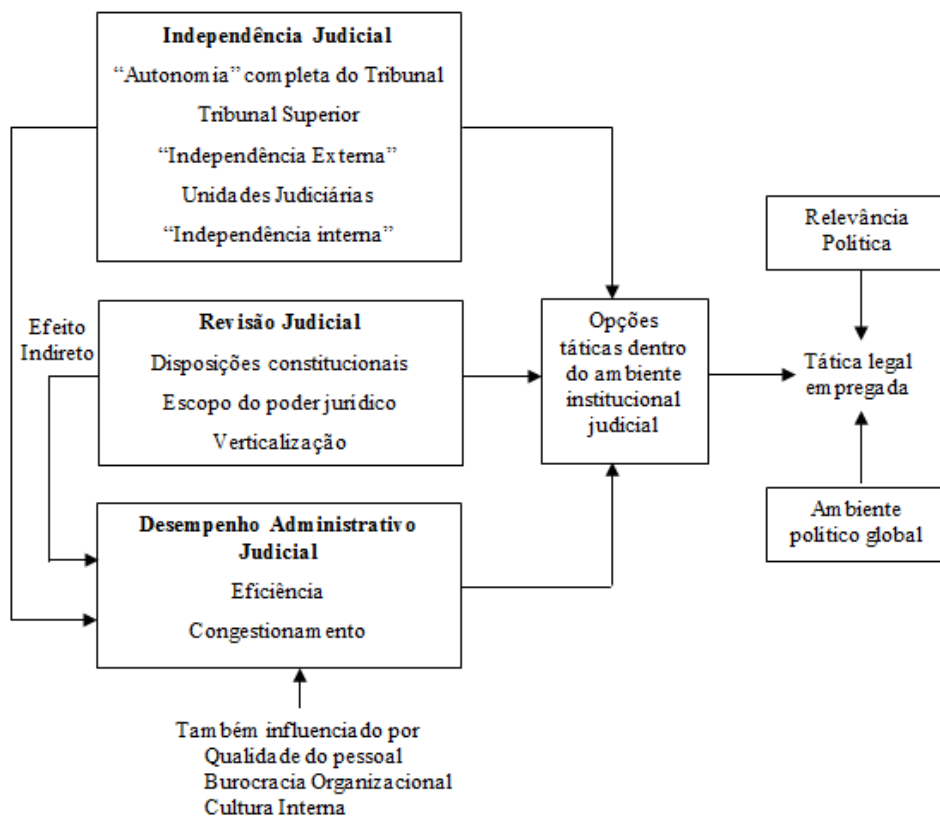 Independência Judicial
“Autonomia” completa do Tribunal
Tribunal Superior
“Independência Externa”
Unidades Judiciárias
“Independência interna”
Efeito
Indireto
Revisão Judicial
Disposições constitucionais
Escopo do poder jurídico
Verticalização
Desempenho Administrativo
Judicial
Eficiência
Congestionamento
Também influenciado por
Qualidade do pessoal
Burocracia Organizacional
Cultura Interna
Opções
táticas dentro
do ambiente
institucional
judicial
Relevância
Política
Tática legal
empregada
Ambiente
político global